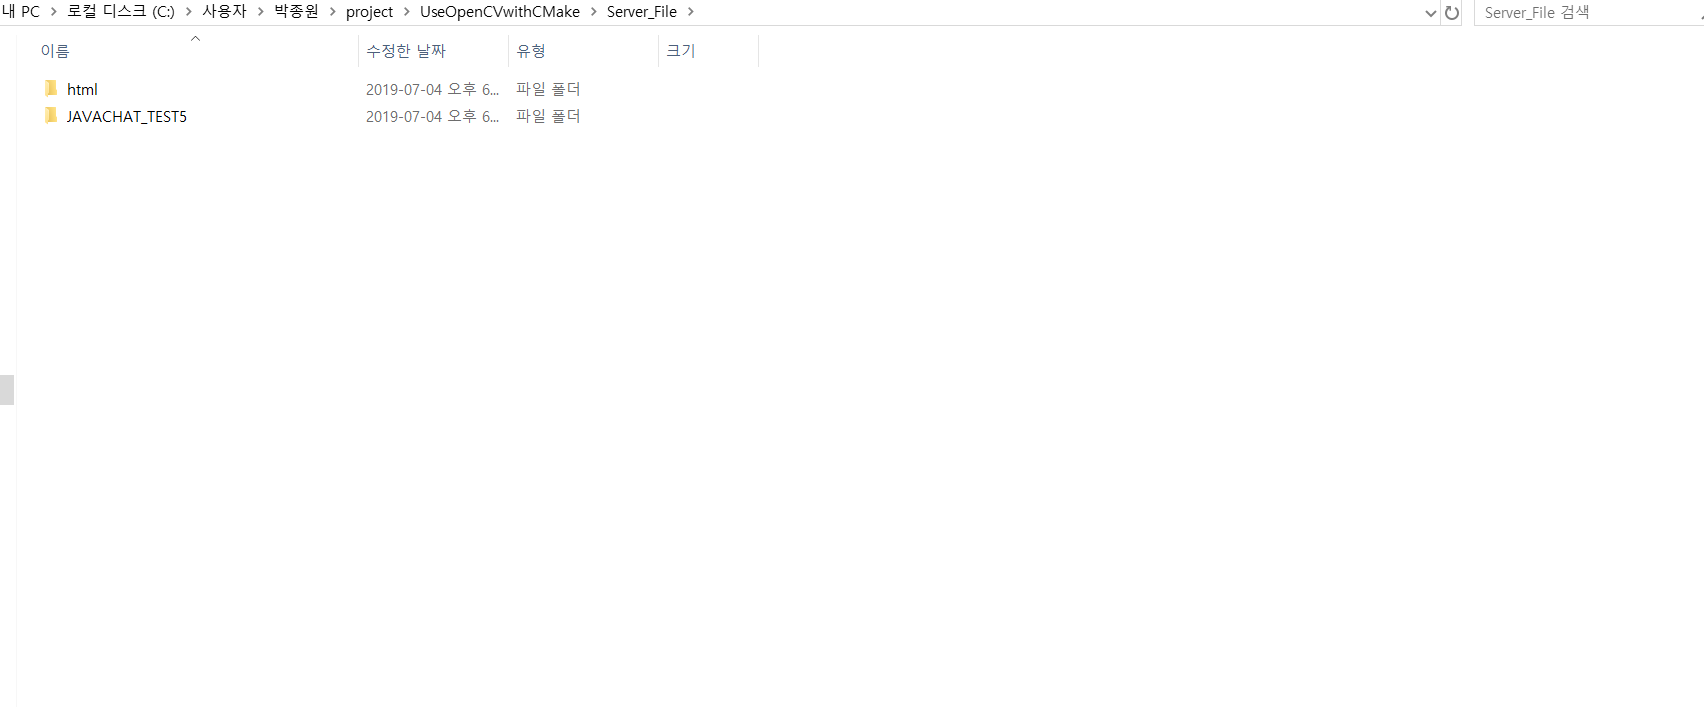 내 PC > 로컬 디스크 (C:) > 사용자 > 박종원 > project > UseOpenCVwithCMake > Server_File >
Server_File 검색
이름 수정한 날짜 유형 크기
html 2019-07-04 오후 6... 파일 폴더
JAVACHAT_TEST5 2019-07-04 오후 6... 파일 폴더